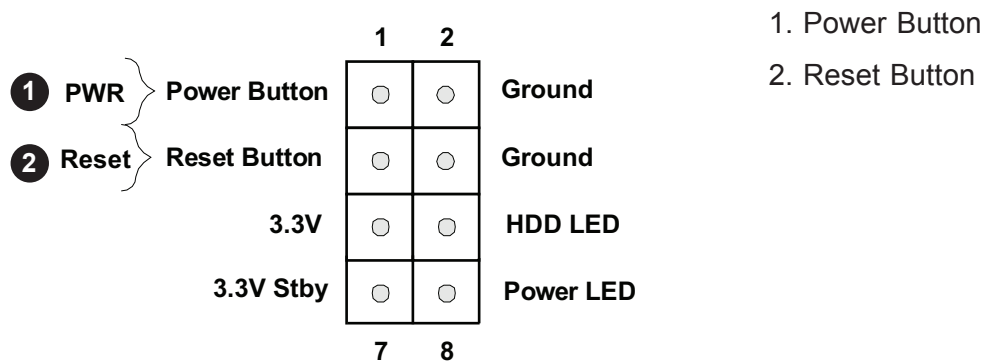 1 2
1 PWR Power Button Ground
2 Reset Reset Button Ground
3.3V HDD LED
3.3V Stby Power LED
7 8
1. Power Button
2. Reset Button